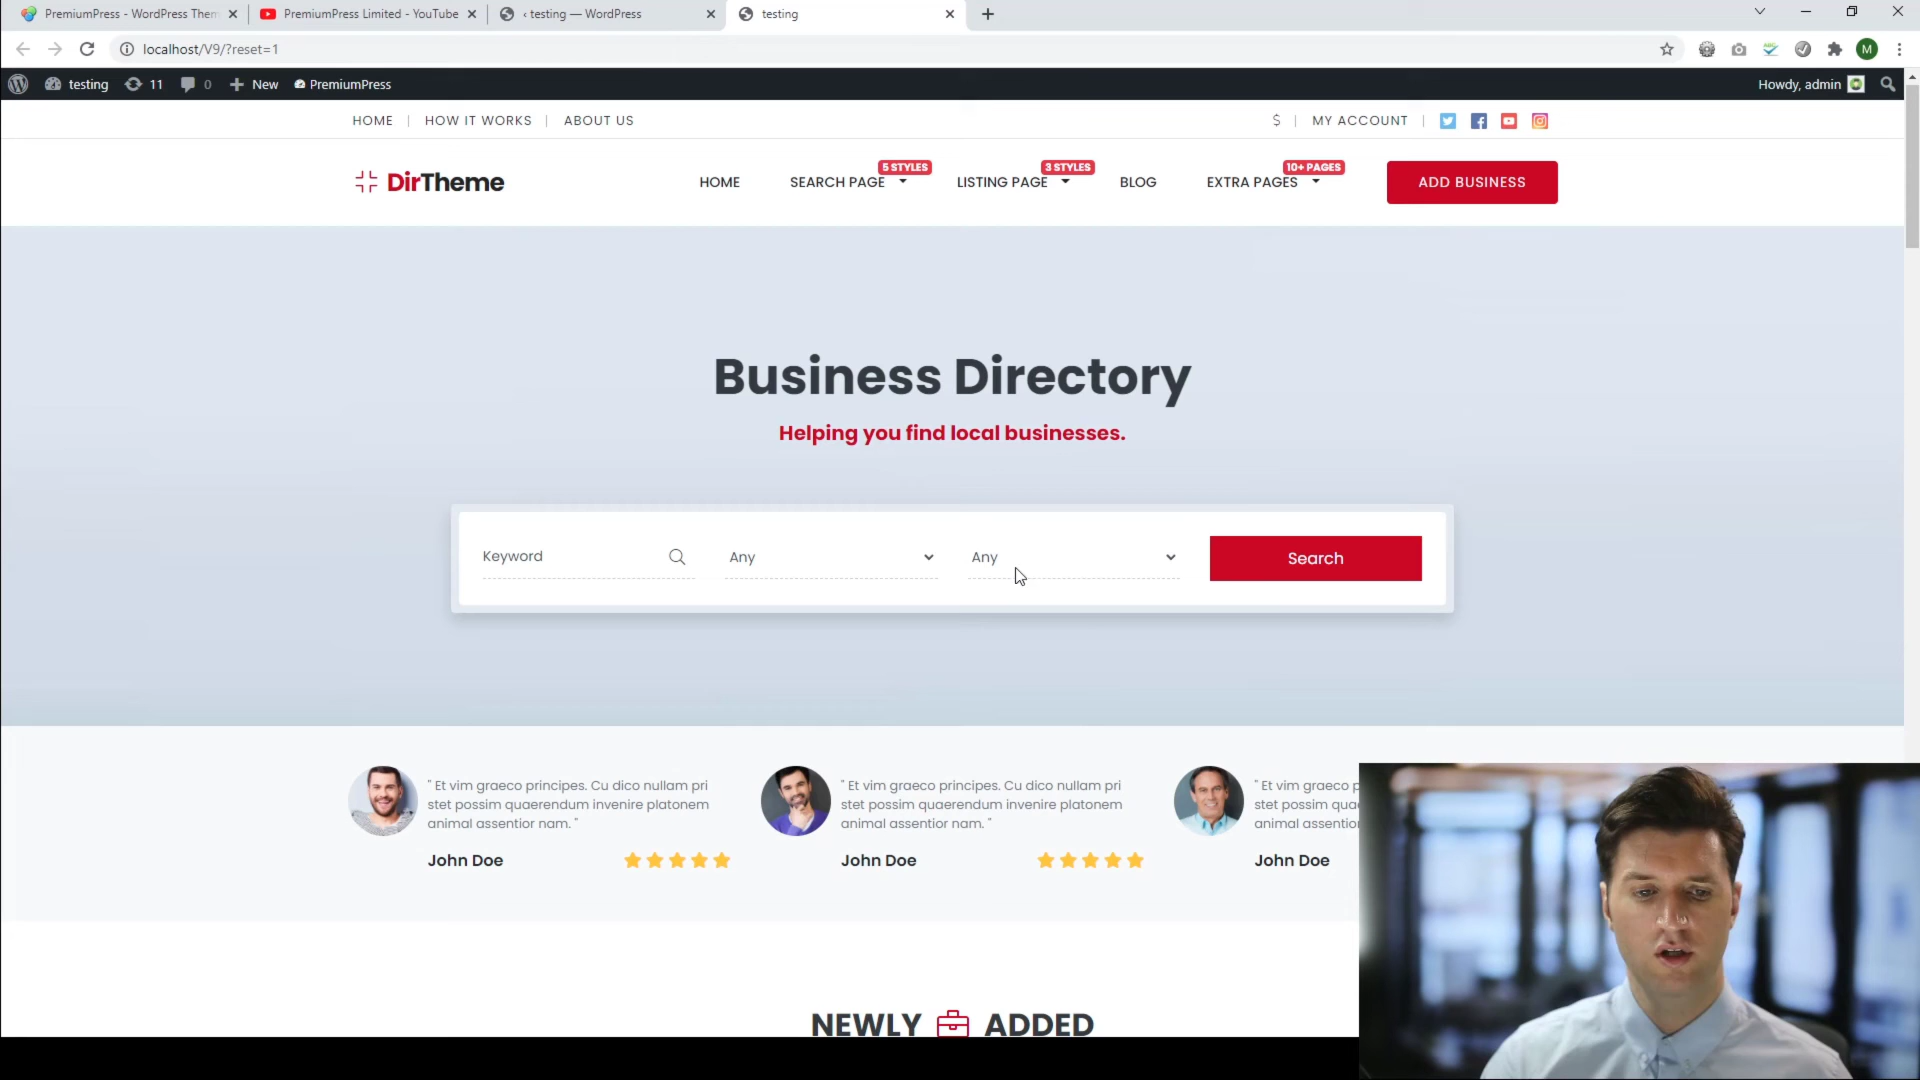 PremiumPress - WordPress Them
PremiumPress Limited - YouTube
‹ testing — WordPress
testing
localhost/V9/?reset=1
M
testing
11
0
New
PremiumPress
Howdy, admin
HOME | HOW IT WORKS | ABOUT US
$ | MY ACCOUNT |
DirTheme
HOME
SEARCH PAGE
5 STYLES
LISTING PAGE
3 STYLES
BLOG
EXTRA PAGES
10+ PAGES
ADD BUSINESS
Business Directory
Helping you find local businesses.
Keyword
Any
Any
Search
" Et vim graeco principes. Cu dico nullam pri
stet possim quaerendum invenire platonem
animal assentior nam. "
John Doe
" Et vim graeco principes. Cu dico nullam pri
stet possim quaerendum invenire platonem
animal assentior nam. "
John Doe
" Et vim graeco p
stet possim qua
animal assentio
John Doe
NEWLY ADDED